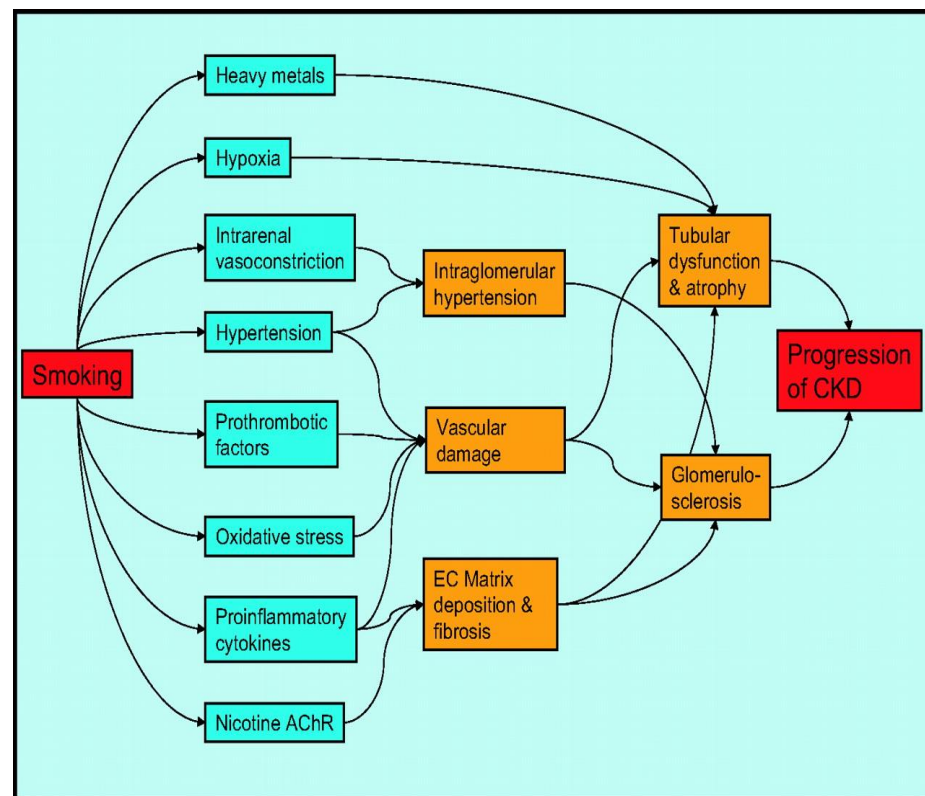 Heavy metals
Hypoxia
Intrarenal
vasoconstriction
Hypertension
Smoking
Prothrombotic
factors
Oxidative stress
Proinflammatory
cytokines
Nicotine AChR
Intraglomerular
hypertension
Vascular
damage
EC Matrix
deposition &
fibrosis
Tubular
dysfunction
& atrophy
Glomerulo-
sclerosis
Progression
of CKD